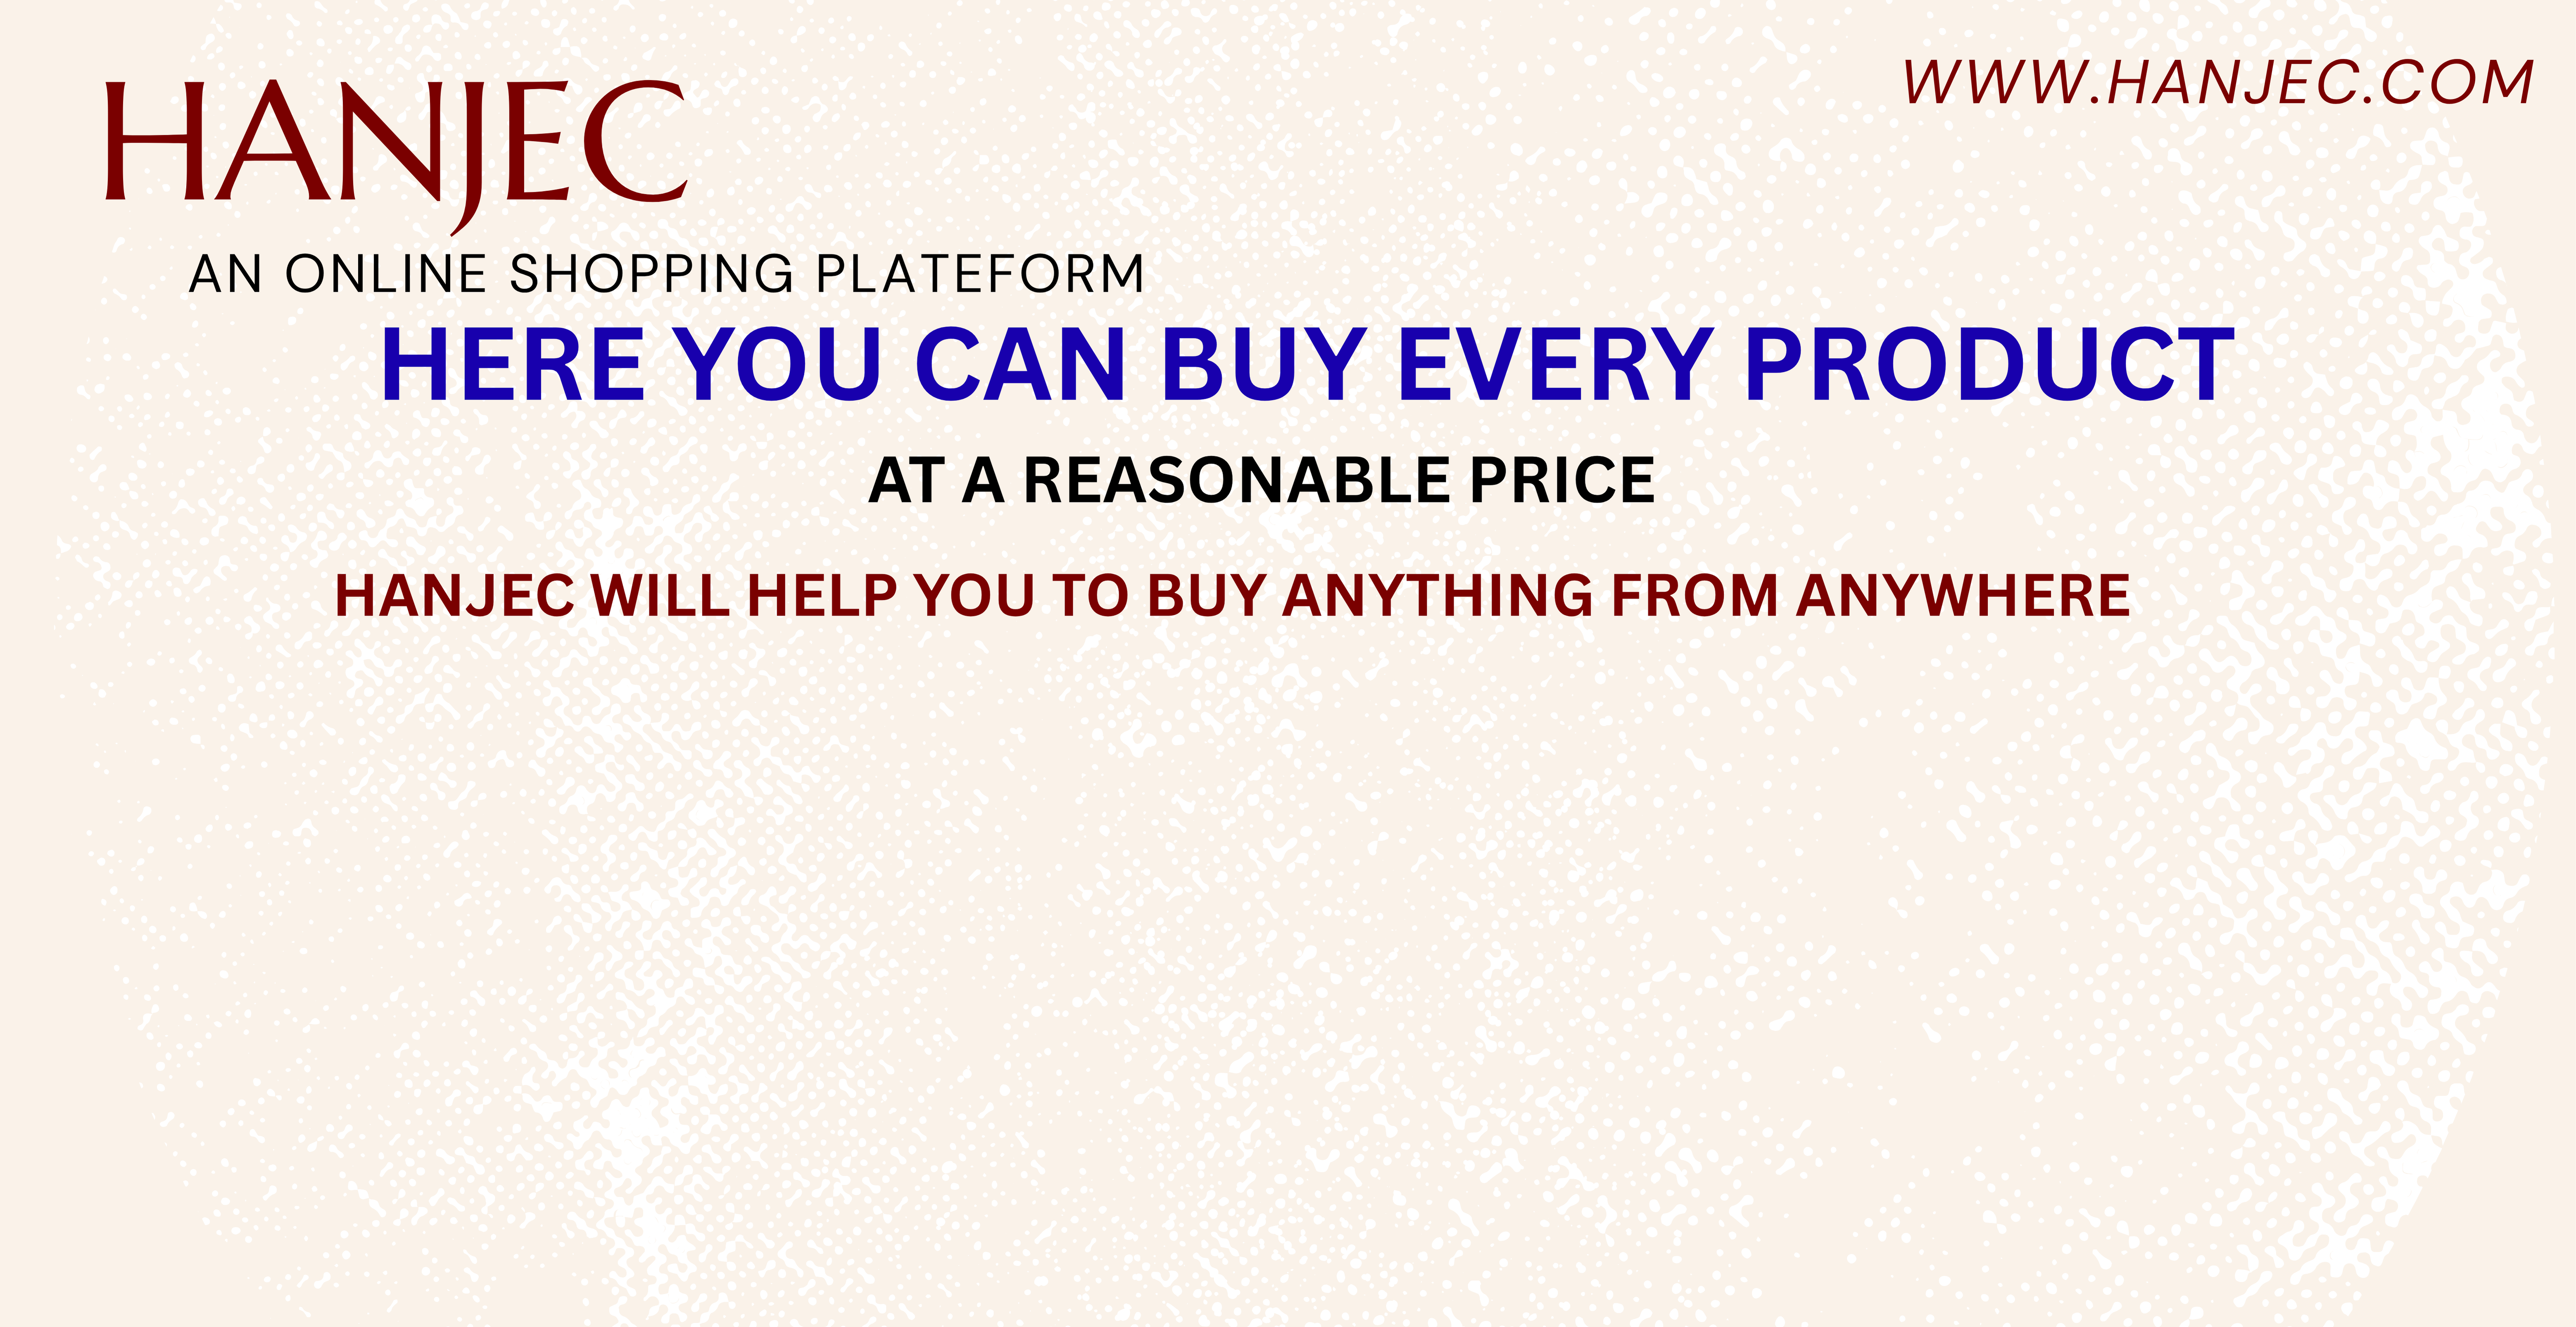 HANJEC
WWW.HANJEC.COM
AN ONLINE SHOPPING PLATEFORM
HERE YOU CAN BUY EVERY PRODUCT
AT A REASONABLE PRICE
HANJEC WILL HELP YOU TO BUY ANYTHING FROM ANYWHERE